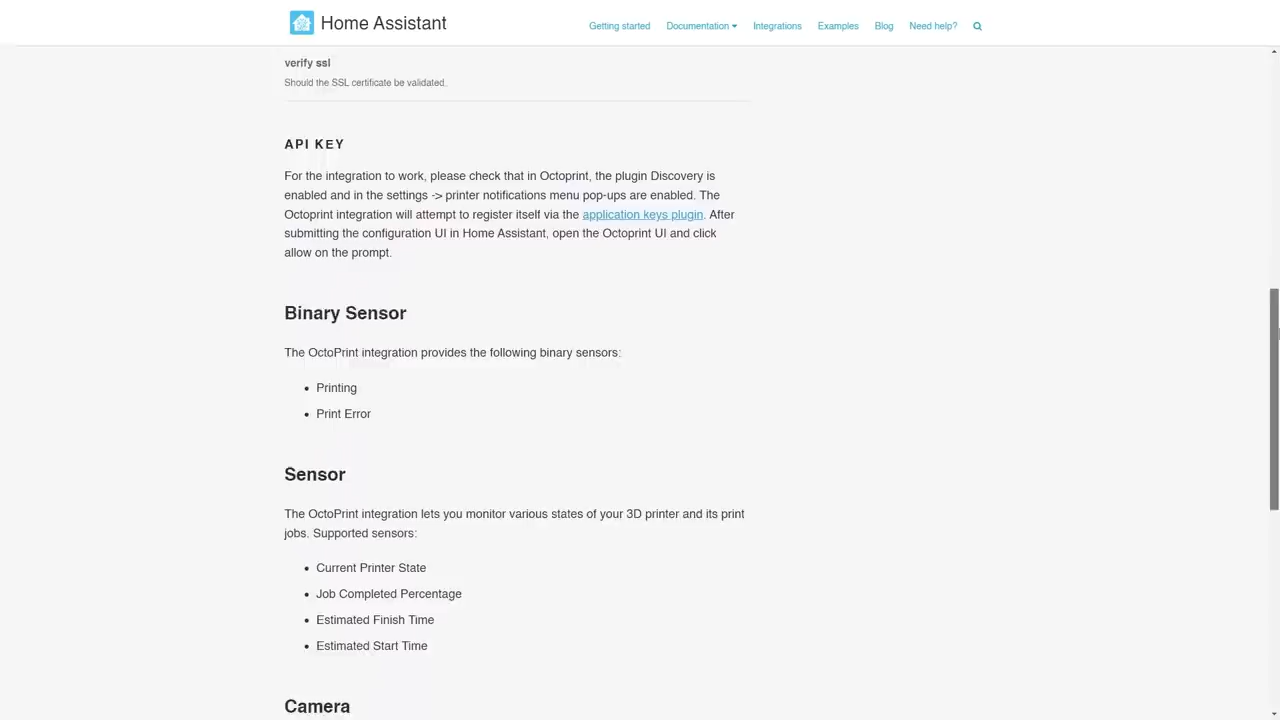 Home Assistant
Getting started Documentation Integrations Examples Blog Need help?
verify ssl
Should the SSL certificate be validated.
API KEY
For the integration to work, please check that in Octoprint, the plugin Discovery is
enabled and in the settings -> printer notifications menu pop-ups are enabled. The
Octoprint integration will attempt to register itself via the application keys plugin. After
submitting the configuration UI in Home Assistant, open the Octoprint UI and click
allow on the prompt.
Binary Sensor
The OctoPrint integration provides the following binary sensors:
• Printing
• Print Error
Sensor
The OctoPrint integration lets you monitor various states of your 3D printer and its print
jobs. Supported sensors:
• Current Printer State
• Job Completed Percentage
• Estimated Finish Time
• Estimated Start Time
Camera